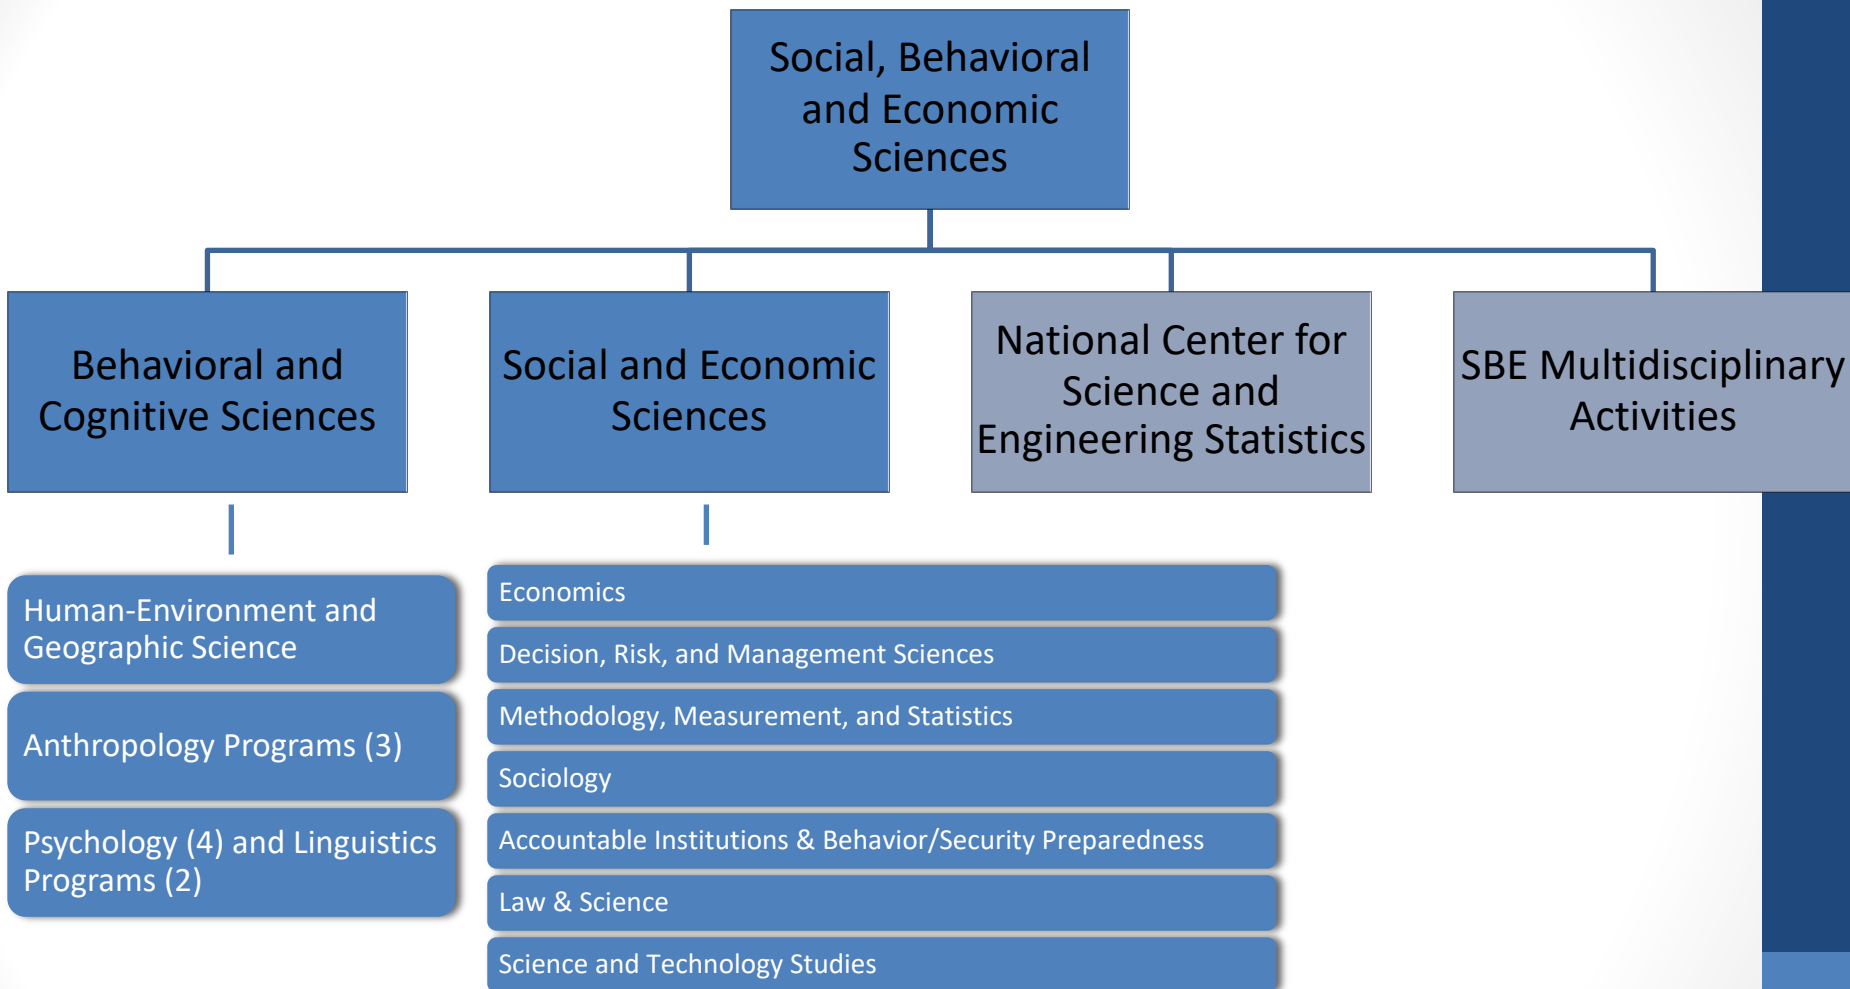 Social, Behavioral
and Economic
Sciences
Behavioral and
Cognitive Sciences
Social and Economic
Sciences
National Center for
Science and
Engineering Statistics
SBE Multidisciplinary
Activities
Human-Environment and
Geographic Science
Anthropology Programs (3)
Psychology (4) and Linguistics
Programs (2)
Economics
Decision, Risk, and Management Sciences
Methodology, Measurement, and Statistics
Sociology
Accountable Institutions & Behavior/Security Preparedness
Law & Science
Science and Technology Studies